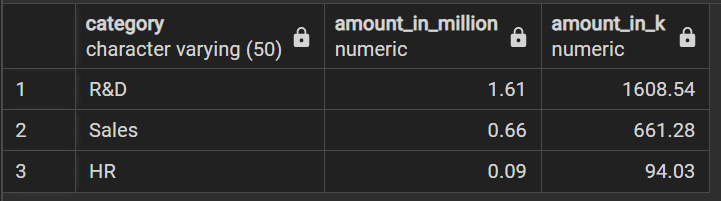 category amount_in_million amount_in_k
character varying (50) numeric numeric
1 R&D 1.61 1608.54
2 Sales 0.66 661.28
3 HR 0.09 94.03